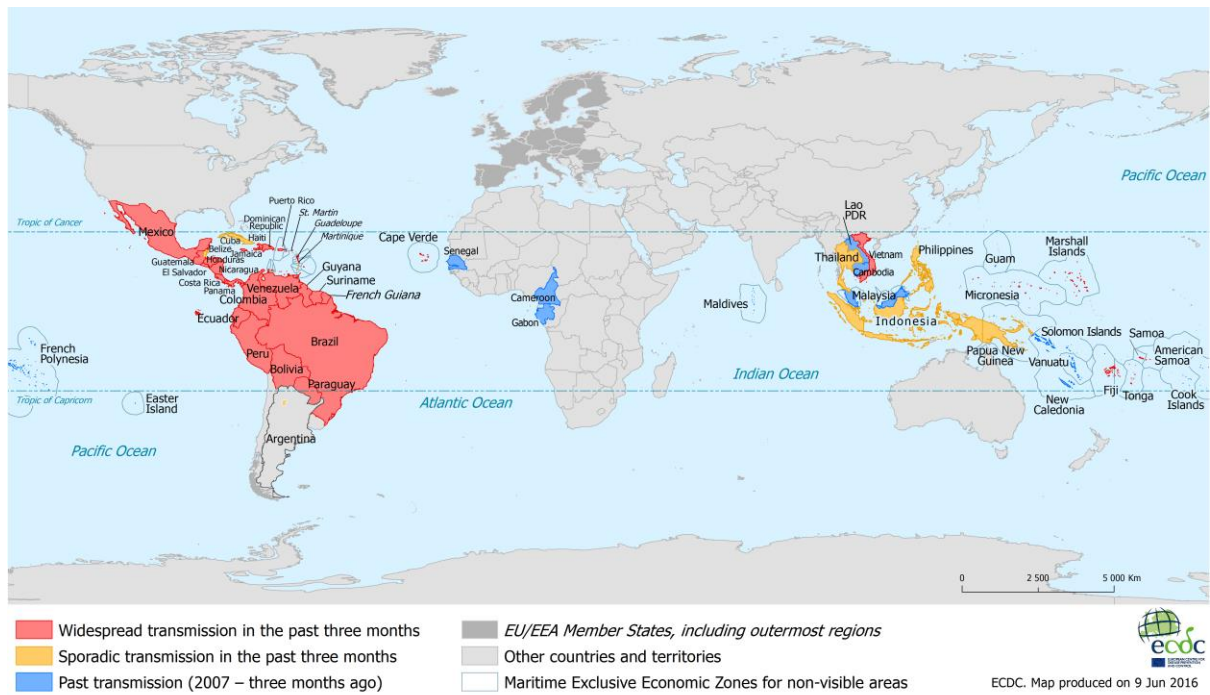 Pacific Ocean
Puerto Rico
St. Martin
Guadeloupe
Martinique
Dominican
Republic
Tropic of Cancer
Mexico
Cuba
Haiti
Belize
Jamaica
Guatemala
Honduras
El Salvador
Nicaragua
Costa Rica
Panama
Venezuela
Colombia
Guyana
Suriname
French Guiana
Ecuador
Peru
Brazil
Bolivia
Paraguay
Argentina
Cape Verde
Senegal
Cameroon
Gabon
Maldives
Lao
PDR
Thailand
Vietnam
Cambodia
Philippines
Malaysia
Indonesia
Guam
Marshall
Islands
Micronesia
Solomon Islands
Samoa
Papua New
Guinea
Vanuatu
American
Samoa
New
Caledonia
Fiji
Tonga
Cook
Islands
French
Polynesia
Tropic of Capricorn
Easter
Island
Pacific Ocean
Atlantic Ocean
Indian Ocean
0 2 500 5 000 Km
Widespread transmission in the past three months
Sporadic transmission in the past three months
Past transmission (2007 – three months ago)
EU/EEA Member States, including outermost regions
Other countries and territories
Maritime Exclusive Economic Zones for non-visible areas
ecdc
EUROPEAN CENTRE FOR
DISEASE PREVENTION
AND CONTROL
ECDC. Map produced on 9 Jun 2016